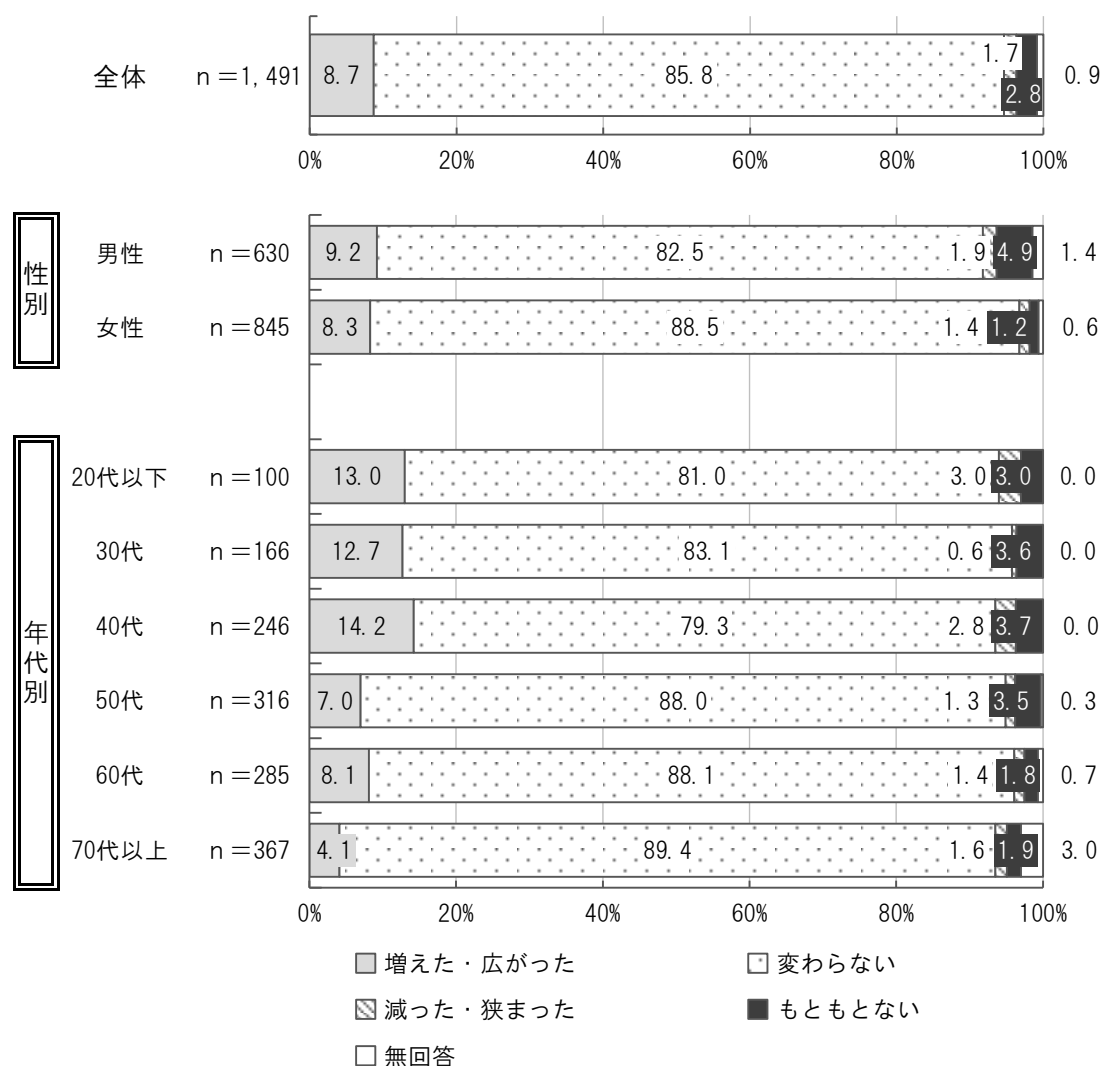 全体 n＝1,491 8.7 85.8 1.7 2.8 0.9
0% 20% 40% 60% 80% 100%
性別
男性 n＝630 9.2 82.5 1.9 4.9 1.4
女性 n＝845 8.3 88.5 1.4 1.2 0.6
年代別
20代以下 n＝100 13.0 81.0 3.0 3.0 0.0
30代 n＝166 12.7 83.1 0.6 3.6 0.0
40代 n＝246 14.2 79.3 2.8 3.7 0.0
50代 n＝316 7.0 88.0 1.3 3.5 0.3
60代 n＝285 8.1 88.1 1.4 1.8 0.7
70代以上 n＝367 4.1 89.4 1.6 1.9 3.0
0% 20% 40% 60% 80% 100%
増えた・広がった 変わらない
減った・狭まった もともとない
無回答